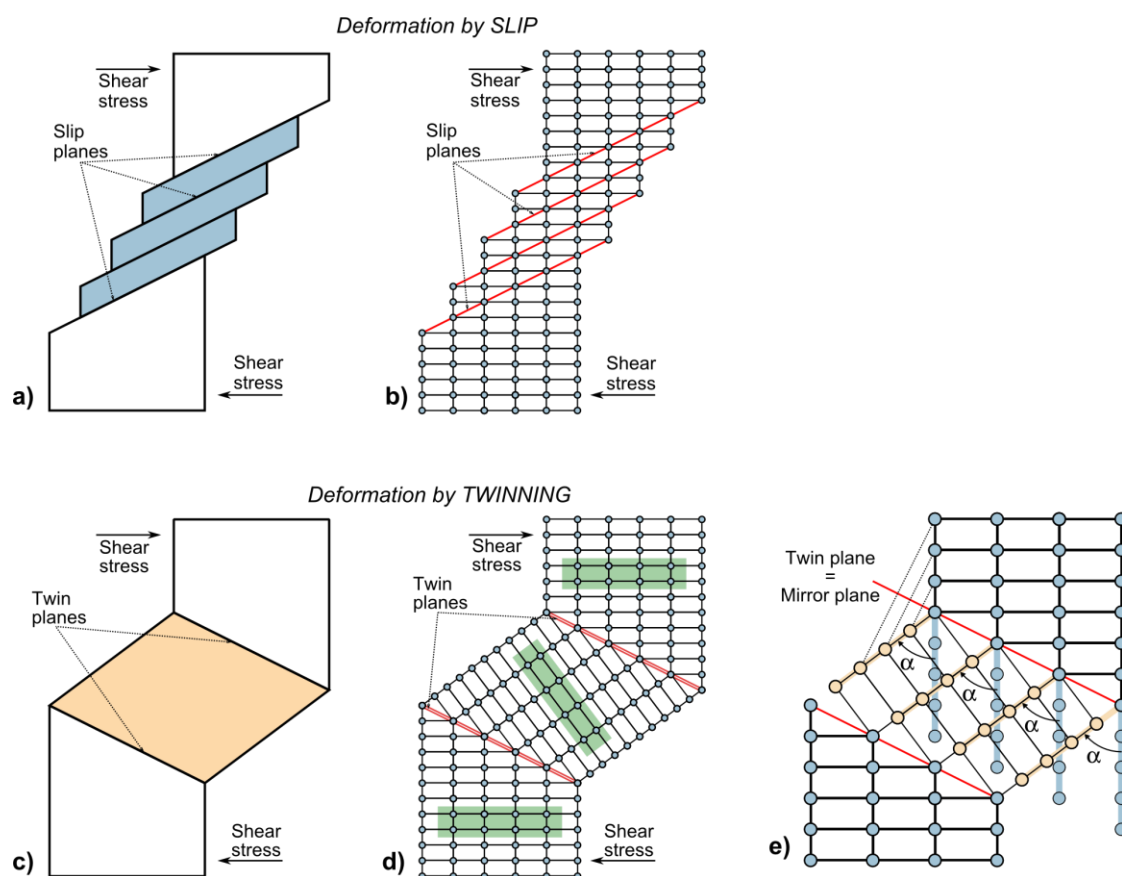 Deformation by SLIP
Shear
stress
Slip
planes
Shear
stress
a)
Shear
stress
Slip
planes
Shear
stress
b)
Deformation by TWINNING
Shear
stress
Twin
planes
Shear
stress
c)
Shear
stress
Twin
planes
Shear
stress
d)
Twin plane
=
Mirror plane
α
α
α
α
e)